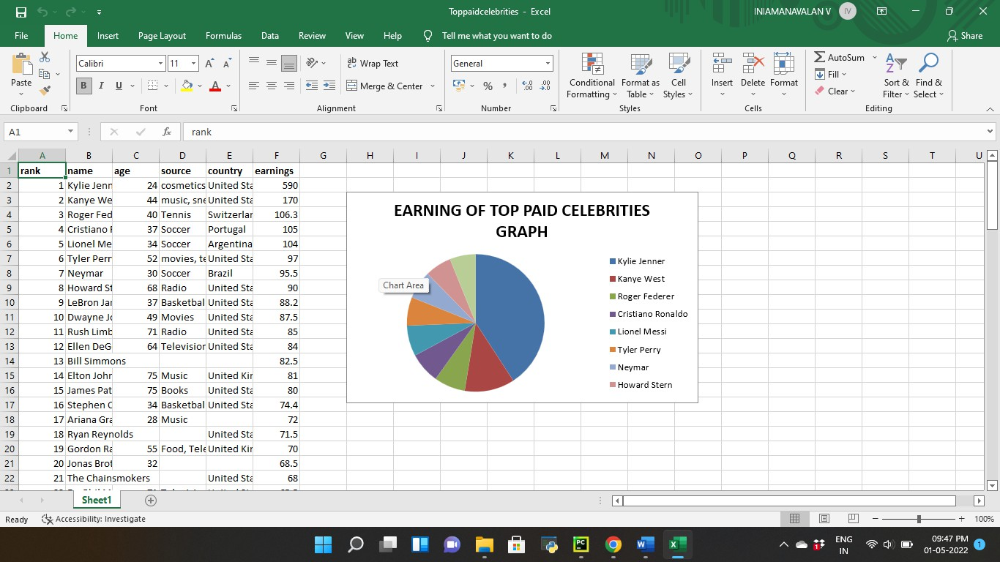 Toppaidcelebrities - Excel
INIAMANAVALAN V IV
File Home Insert Page Layout Formulas Data Review View Help Tell me what you want to do Share
Paste
Calibri 11 A A
B I U A
ab Wrap Text
Merge & Center
General
% ,
Conditional Formatting
Format as Table
Cell Styles
Insert Delete Format
AutoSum
Fill
Clear
Sort & Filter
Find & Select
Clipboard Font Alignment Number Styles Cells Editing
A1 fx rank
A B C D E F G H I J K L M N O P Q R S T U
1 rank name age source country earnings
2 1 Kylie Jenn 24 cosmetics United Sta 590
3 2 Kanye We 44 music, sne United Sta 170
4 3 Roger Fed 40 Tennis Switzerlar 106.3
5 4 Cristiano 37 Soccer Portugal 105
6 5 Lionel Me 34 Soccer Argentina 104
7 6 Tyler Perr 52 movies, te United Sta 97
8 7 Neymar 30 Soccer Brazil 95.5
9 8 Howard St 68 Radio United Sta 90
10 9 LeBron Jar 37 Basketbal United Sta 88.2
11 10 Dwayne Jo 49 Movies United Sta 87.5
12 11 Rush Limb 71 Radio United Sta 85
13 12 Ellen DeG 64 Television United Sta 84
14 13 Bill Simmons 82.5
15 14 Elton John 75 Music United Kin 81
16 15 James Pat 75 Books United Sta 80
17 16 Stephen C 34 Basketbal United Sta 74.4
18 17 Ariana Gra 28 Music 72
19 18 Ryan Reynolds United Sta 71.5
20 19 Gordon Ra 55 Food, Tele United Kin 70
21 20 Jonas Brot 32 68.5
22 21 The Chainsmokers United Sta 68
EARNING OF TOP PAID CELEBRITIES
GRAPH
Chart Area
Kylie Jenner
Kanye West
Roger Federer
Cristiano Ronaldo
Lionel Messi
Tyler Perry
Neymar
Howard Stern
Sheet1
Ready Accessibility: Investigate 100%
ENG
IN
09:47 PM
01-05-2022
1